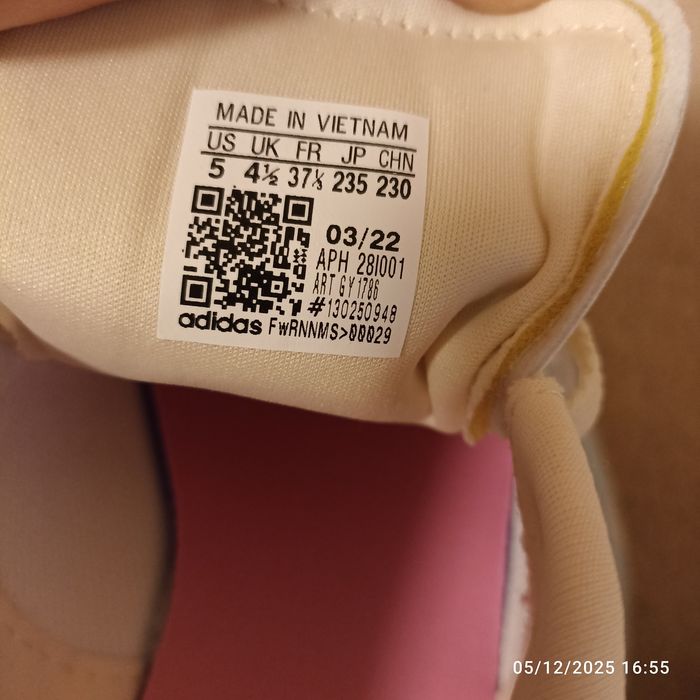 MADE IN VIETNAM
US UK FR JP CHN
5 4½ 37⅓ 235 230
03/22
APH 28I001
ART GY1786
#130250948
adidas FwRNNMS>00029
05/12/2025 16:55